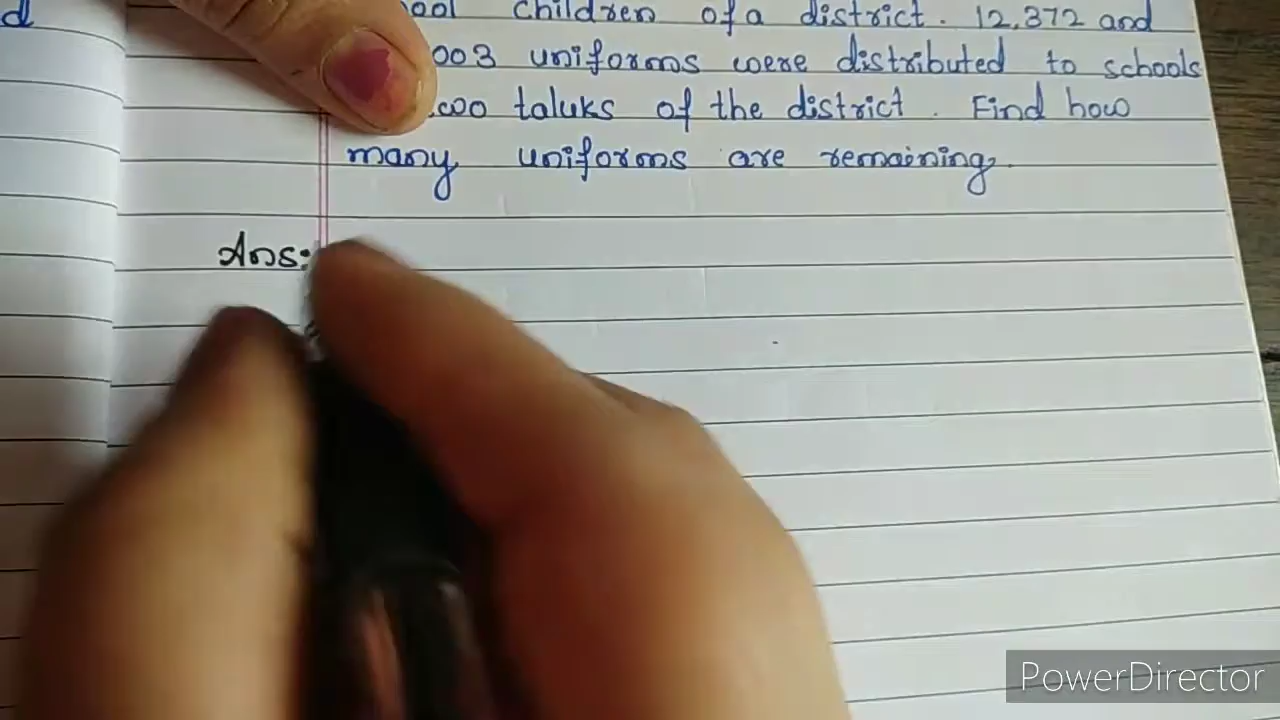 d
children of a district. 12,372 and
003 uniforms were distributed to schools
taluks of the district. Find how
many uniforms are remaining.
Ans:
PowerDirector